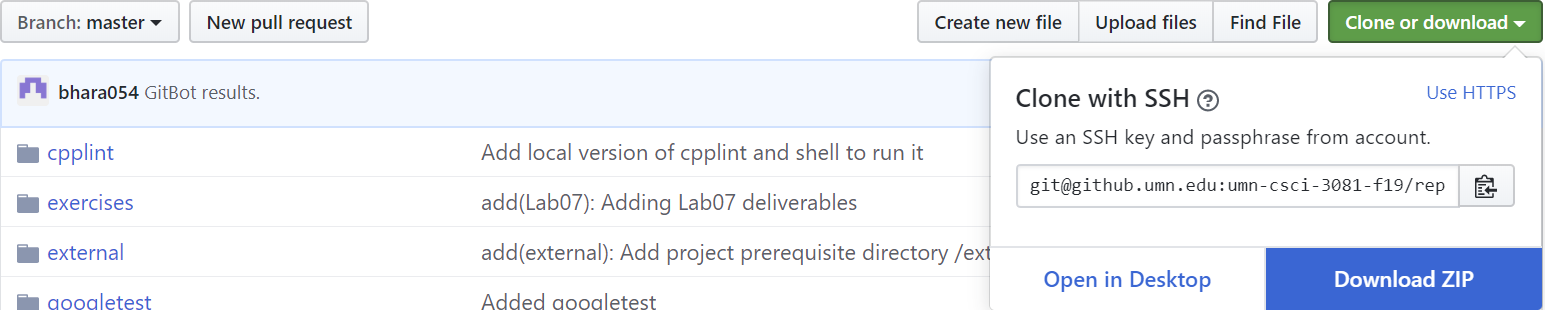 Branch: master
New pull request
Create new file
Upload files
Find File
Clone or download
bhara054 GitBot results.
Clone with SSH
Use HTTPS
Use an SSH key and passphrase from account.
git@github.umn.edu:umn-csci-3081-f19/rep
Open in Desktop
Download ZIP
cpplint Add local version of cpplint and shell to run it
exercises add(Lab07): Adding Lab07 deliverables
external add(external): Add project prerequisite directory /ext
googletest Added googletest